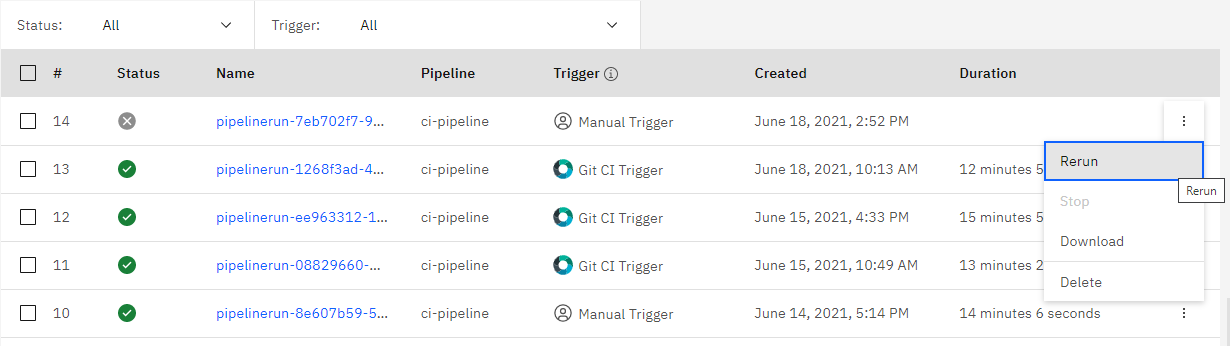 Status: All Trigger: All
# Status Name Pipeline Trigger Created Duration
14 pipelinerun-7eb702f7-9... ci-pipeline Manual Trigger June 18, 2021, 2:52 PM
13 pipelinerun-1268f3ad-4... ci-pipeline Git CI Trigger June 18, 2021, 10:13 AM 12 minutes 5
12 pipelinerun-ee963312-1... ci-pipeline Git CI Trigger June 15, 2021, 4:33 PM 15 minutes 5
11 pipelinerun-08829660-... ci-pipeline Git CI Trigger June 15, 2021, 10:49 AM 13 minutes 2
10 pipelinerun-8e607b59-5... ci-pipeline Manual Trigger June 14, 2021, 5:14 PM 14 minutes 6 seconds
Rerun
Rerun
Stop
Download
Delete